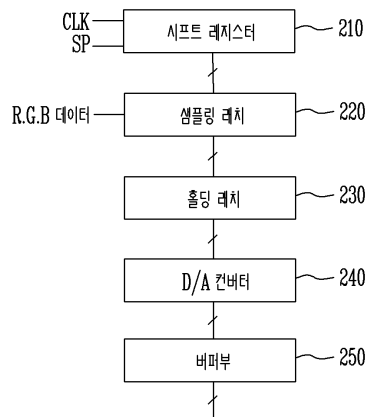 CLK
SP
시프트 레지스터
210
R.G.B 데이터
샘플링 래치
220
홀딩 래치
230
D/A 컨버터
240
버퍼부
250